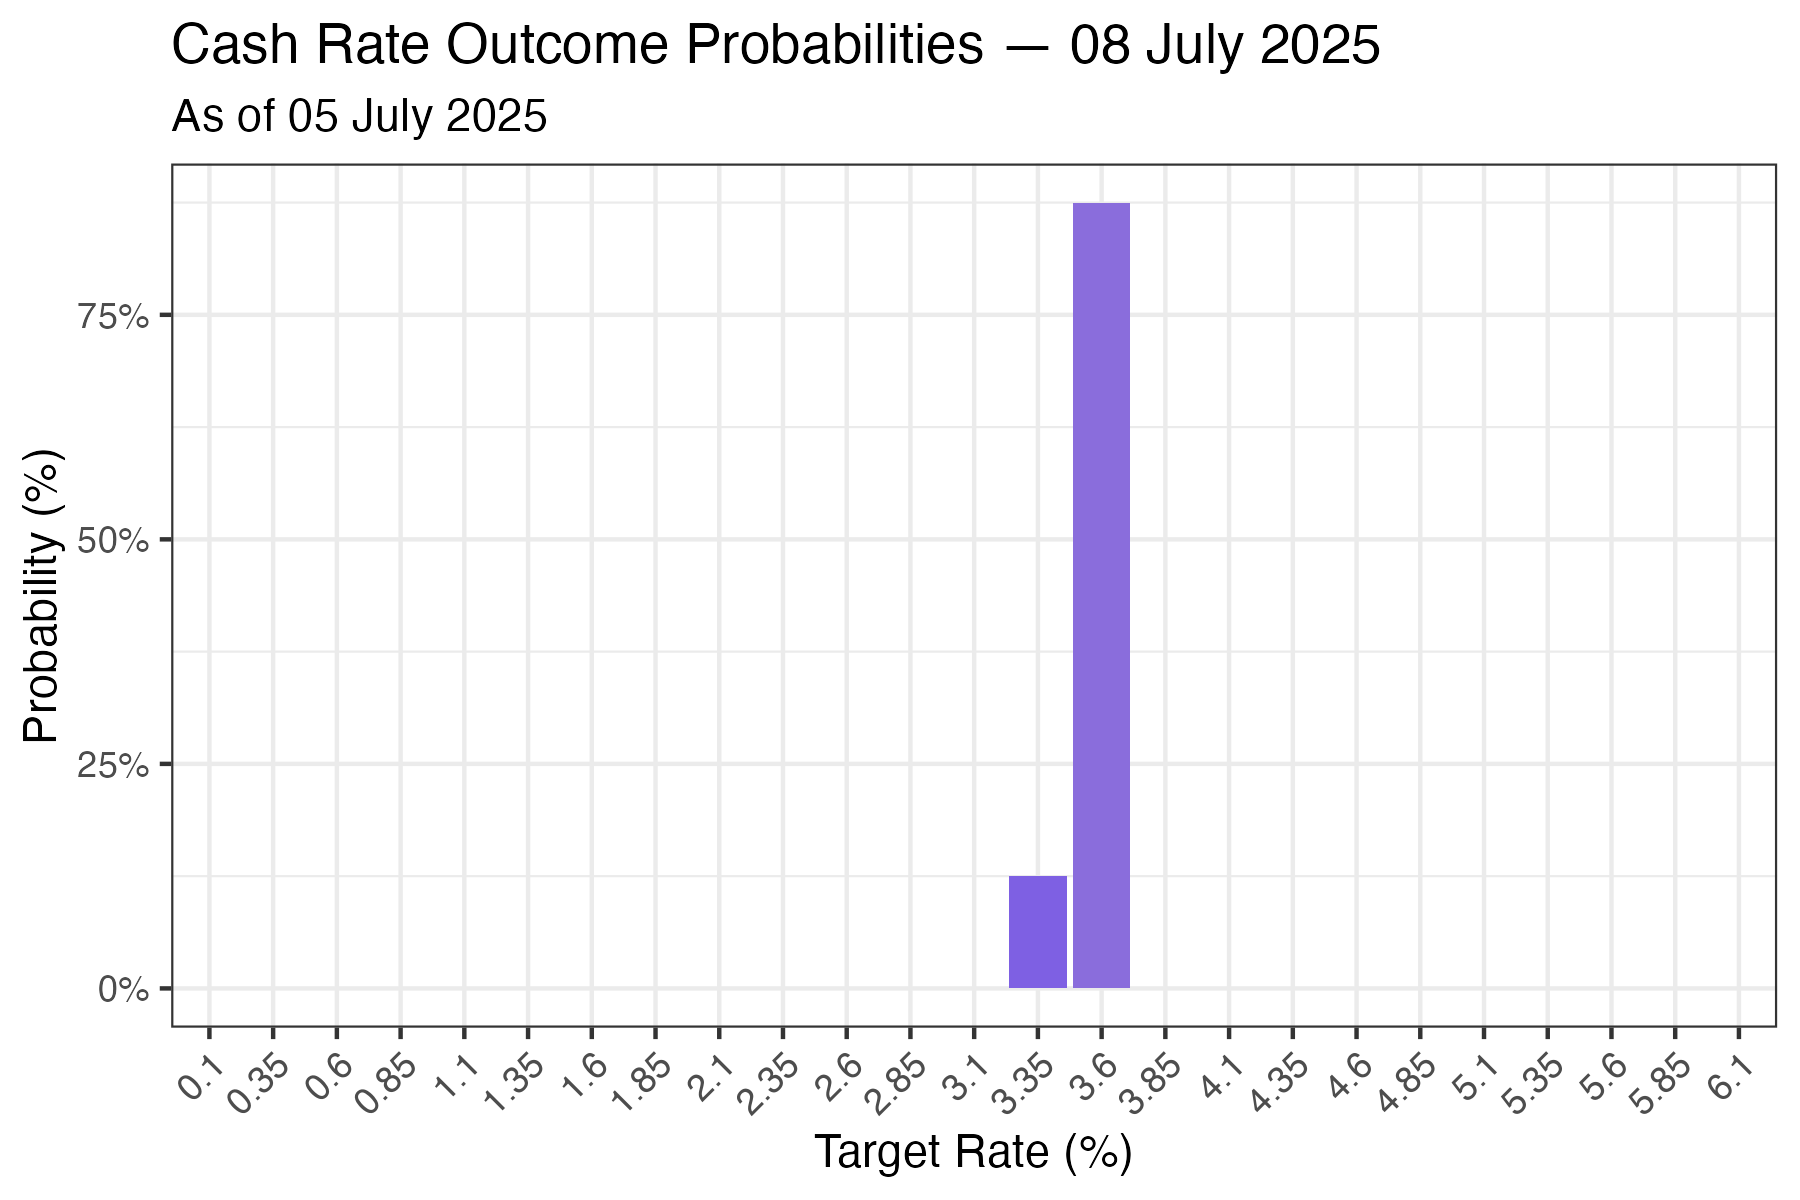 Cash Rate Outcome Probabilities — 08 July 2025
As of 05 July 2025
Probability (%)
75%
50%
25%
0%
0.1 0.35 0.6 0.85 1.1 1.35 1.6 1.85 2.1 2.35 2.6 2.85 3.1 3.35 3.6 3.85 4.1 4.35 4.6 4.85 5.1 5.35 5.6 5.85 6.1
Target Rate (%)